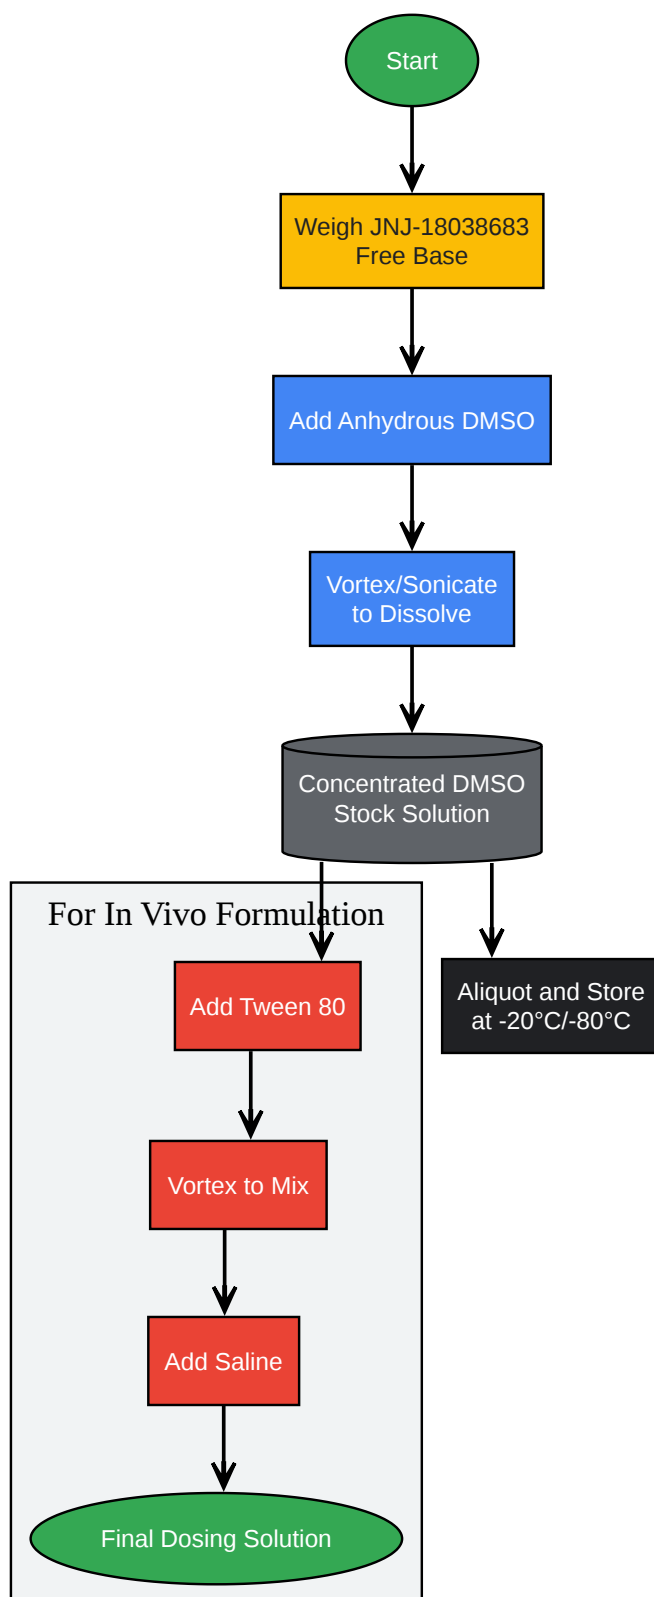 Start
Weigh JNJ-18038683
Free Base
Add Anhydrous DMSO
Vortex/Sonicate
to Dissolve
Concentrated DMSO
Stock Solution
For In Vivo Formulation
Add Tween 80
Aliquot and Store
at -20°C/-80°C
Vortex to Mix
Add Saline
Final Dosing Solution